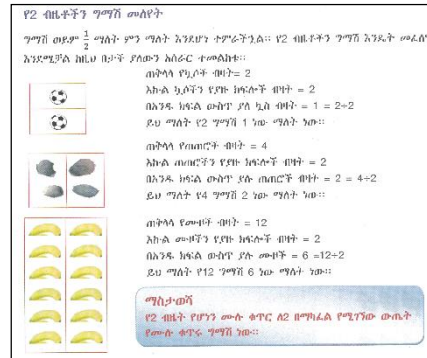 የ2 ብዜቶችን ግማሽ መለየት
ግማሽ ወይም 1/2 ማለት ምን ማለት እንደሆነ ተምራችኋል። የ2 ብዜቶችን ግማሽ እንዴት መፈለግ
እንደሚቻል ከዚህ በታች ያለውን አሰራር ተመልከቱ።
ጠቅላላ የኳሶች ብዛት= 2
እኩል ኳሶችን የያዙ ክፍሎች ብዛት = 2
በአንዱ ክፍል ውስጥ ያለ ኳስ ብዛት = 1 = 2÷2
ይህ ማለት የ2 ግማሽ 1 ነው ማለት ነው።
ጠቅላላ የጠጠሮች ብዛት = 4
እኩል ጠጠሮችን የያዙ ክፍሎች ብዛት = 2
በአንዱ ክፍል ውስጥ ያሉ ጠጠሮች ብዛት = 2 = 4÷2
ይህ ማለት የ4 ግማሽ 2 ነው ማለት ነው።
ጠቅላላ የሙዞች ብዛት = 12
እኩል ሙዞችን የያዙ ክፍሎች ብዛት = 2
በአንዱ ክፍል ውስጥ ያሉ ሙዞች = 6 =12÷2
ይህ ማለት የ12 ግማሽ 6 ነው ማለት ነው።
ማስታወሻ
የ2 ብዜት የሆነን ሙሉ ቁጥር ለ2 በማካፈል የሚገኘው ውጤት
የሙሉ ቁጥሩ ግማሽ ነው።